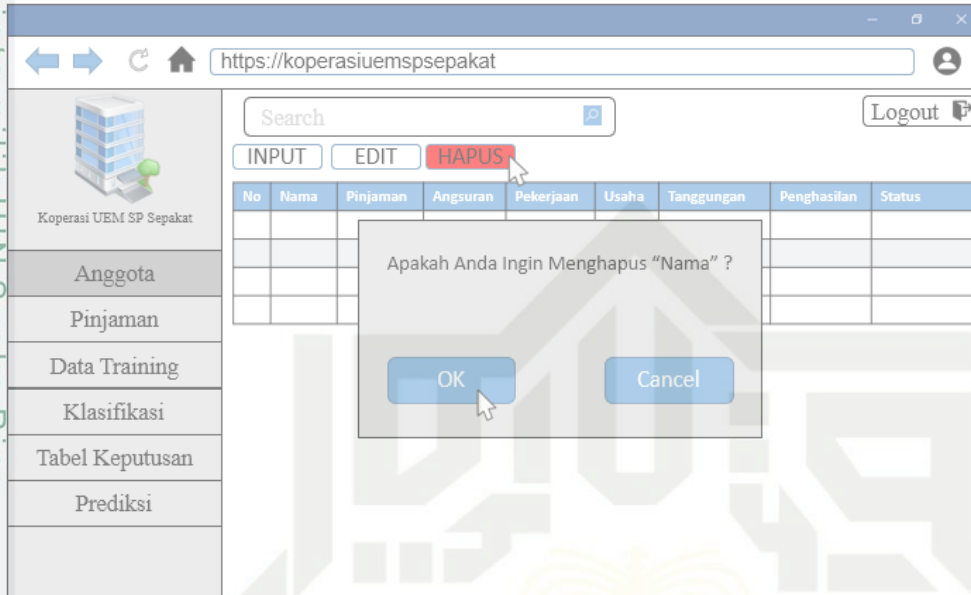 https://koperasiuemspsepakat
Koperasi UEM SP Sepakat
Anggota
Pinjaman
Data Training
Klasifikasi
Tabel Keputusan
Prediksi
Search
Logout
INPUT EDIT HAPUS
No Nama Pinjaman Angsuran Pekerjaan Usaha Tanggungan Penghasilan Status
Apakah Anda Ingin Menghapus “Nama” ?
OK Cancel